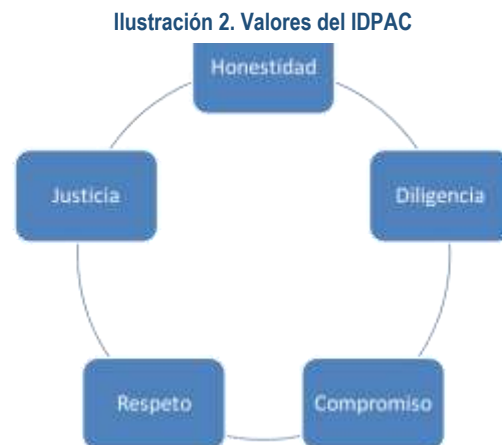 Ilustración 2. Valores del IDPAC
Honestidad
Justicia
Diligencia
Respeto
Compromiso